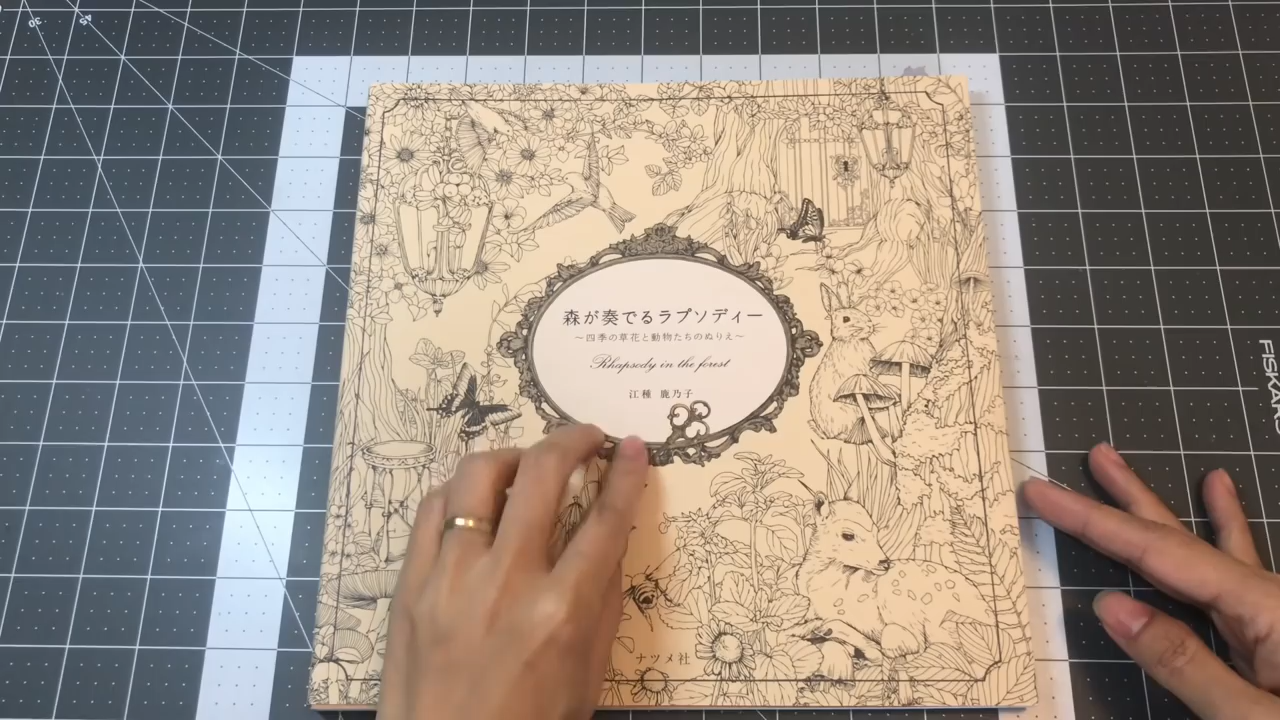 30
45
森が奏でるラプソディー
〜四季の草花と動物たちのぬりえ〜
Rhapsody in the forest
江種 鹿乃子
ナツメ社
FISKARS